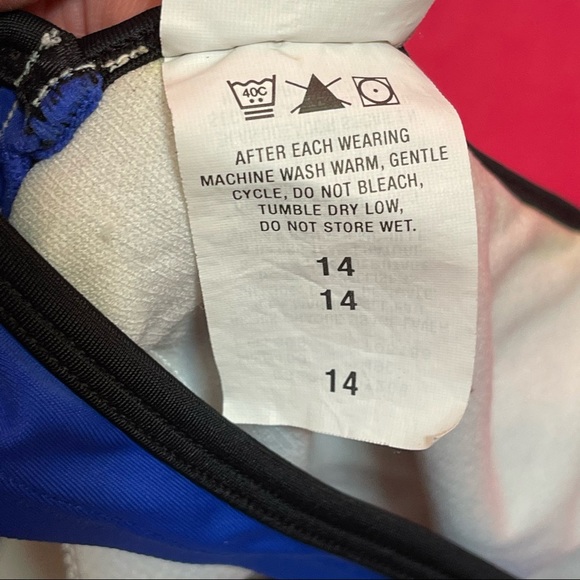 40C
AFTER EACH WEARING
MACHINE WASH WARM, GENTLE
CYCLE, DO NOT BLEACH,
TUMBLE DRY LOW,
DO NOT STORE WET.
14
14
14